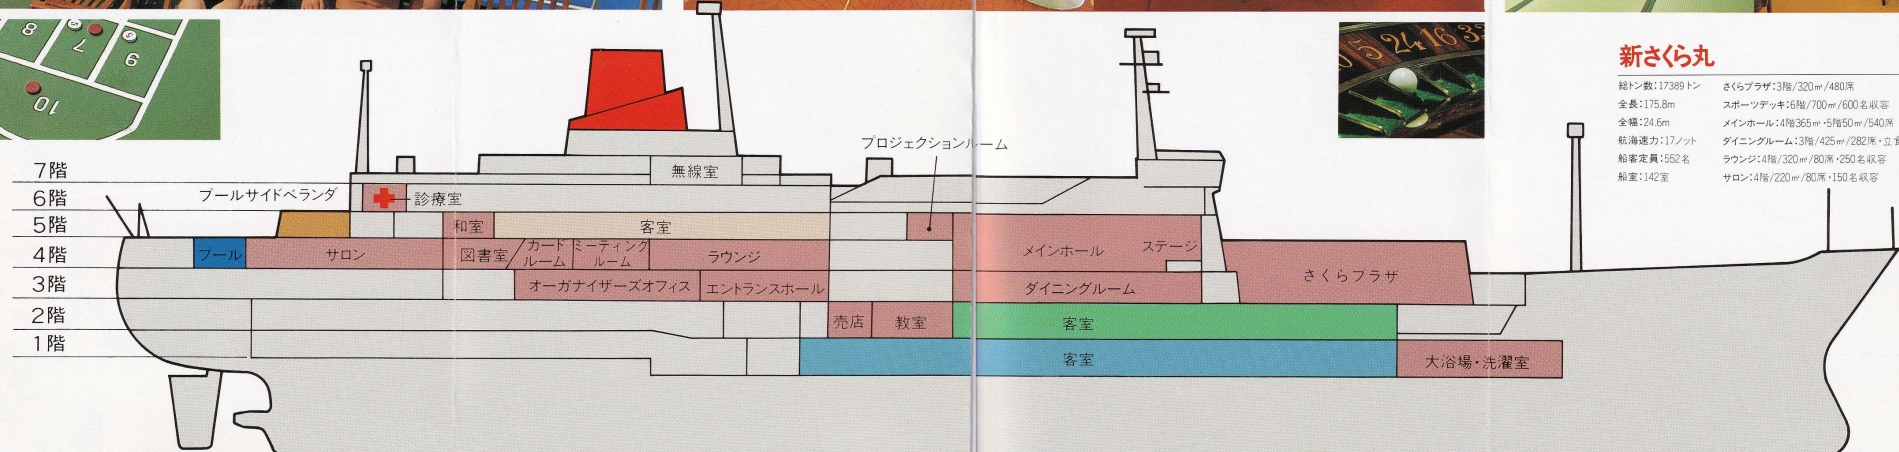 8
5
7
5
9
10
5 24 16 33
新さくら丸
総トン数:17389トン
全長:175.8m
全幅:24.6m
航海速力:17ノット
船客定員:552名
船室:142室
さくらプラザ:3階/320㎡/480席
スポーツデッキ:6階/700㎡/600名収容
メインホール:4階365㎡・5階50㎡/540席
ダイニングルーム:3階/425㎡/282席・立食
ラウンジ:4階/320㎡/80席・250名収容
サロン:4階/220㎡/80席・150名収容
プロジェクションルーム
7階
無線室
6階
プールサイドベランダ
診療室
5階
和室
客室
4階
プール
サロン
図書室
カード
ルーム
ミーティング
ルーム
ラウンジ
メインホール
ステージ
さくらプラザ
3階
オーガナイザーズオフィス
エントランスホール
ダイニングルーム
2階
売店
教室
客室
1階
客室
大浴場・洗濯室